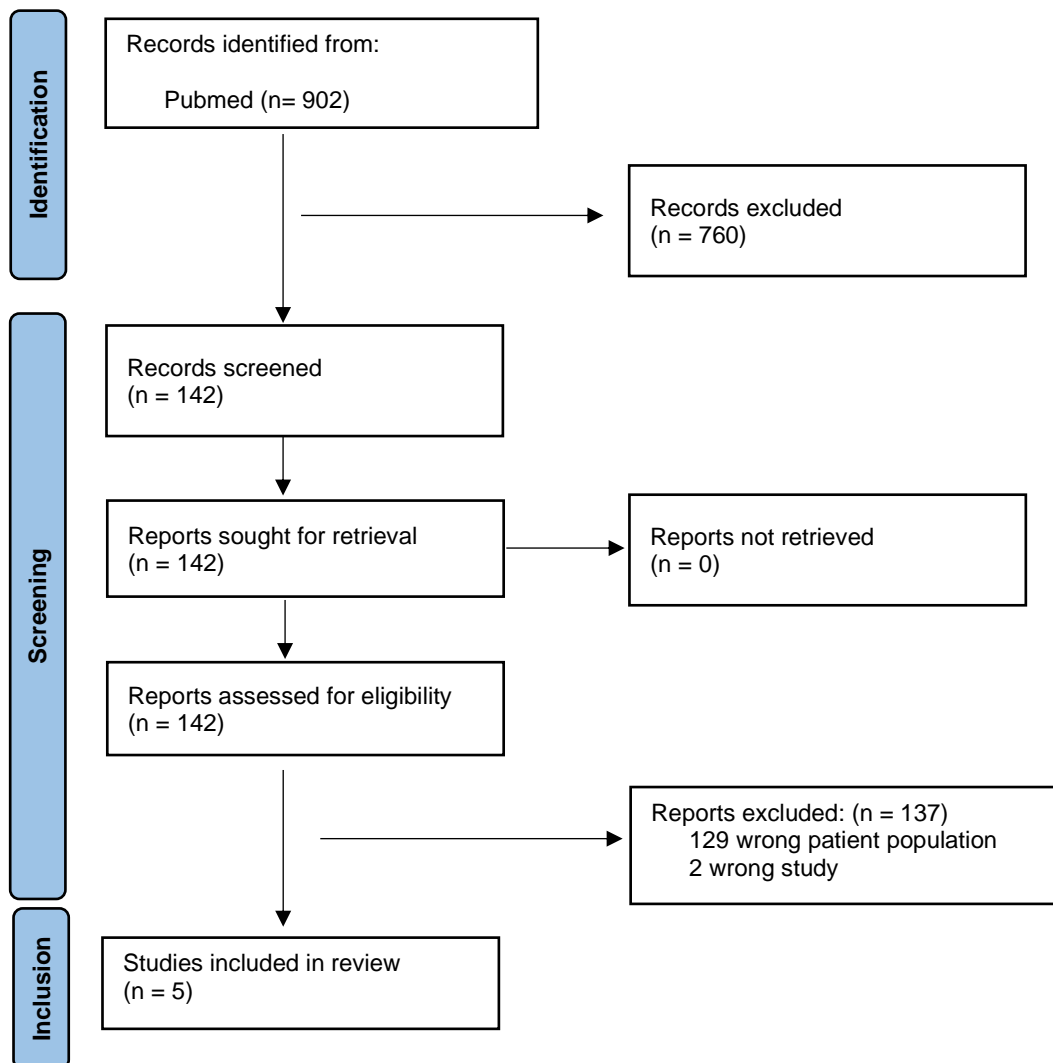 Identification
Records identified from:
Pubmed (n= 902)
Records excluded
(n = 760)
Screening
Records screened
(n = 142)
Reports sought for retrieval
(n = 142)
Reports not retrieved
(n = 0)
Reports assessed for eligibility
(n = 142)
Reports excluded: (n = 137)
129 wrong patient population
2 wrong study
Inclusion
Studies included in review
(n = 5)